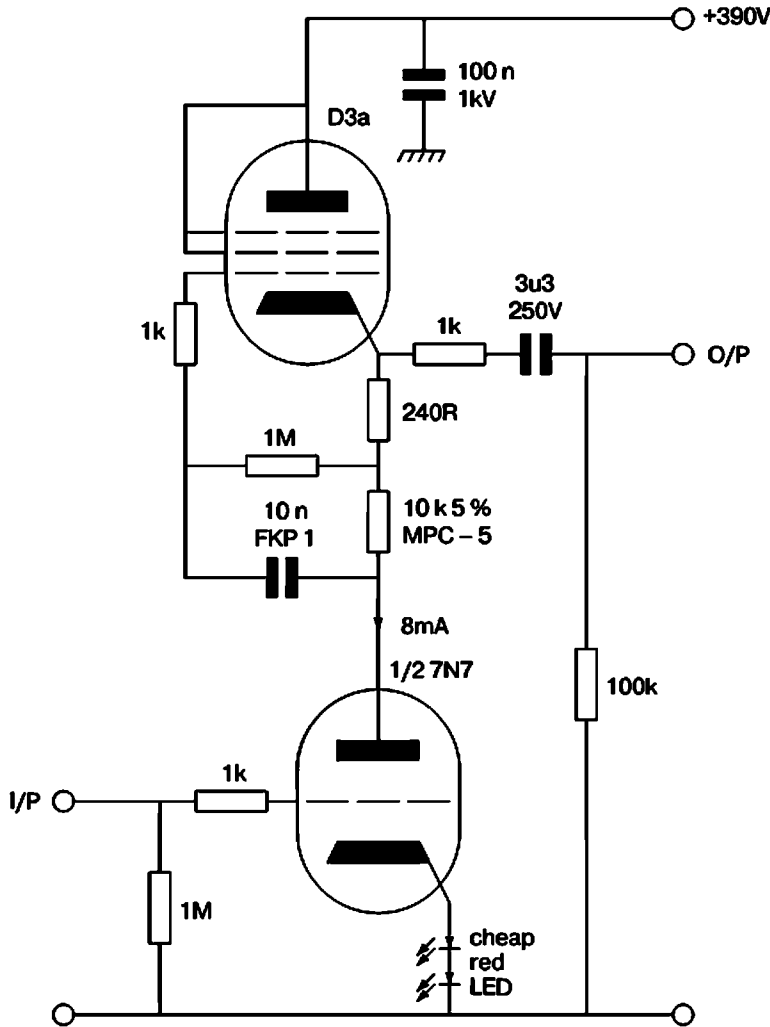 +390V
100 n
1kV
D3a
3u3
250V
1k
1k
O/P
240R
1M
10 n
FKP 1
10 k 5 %
MPC – 5
8mA
1/2 7N7
100k
1k
I/P
1M
cheap
red
LED